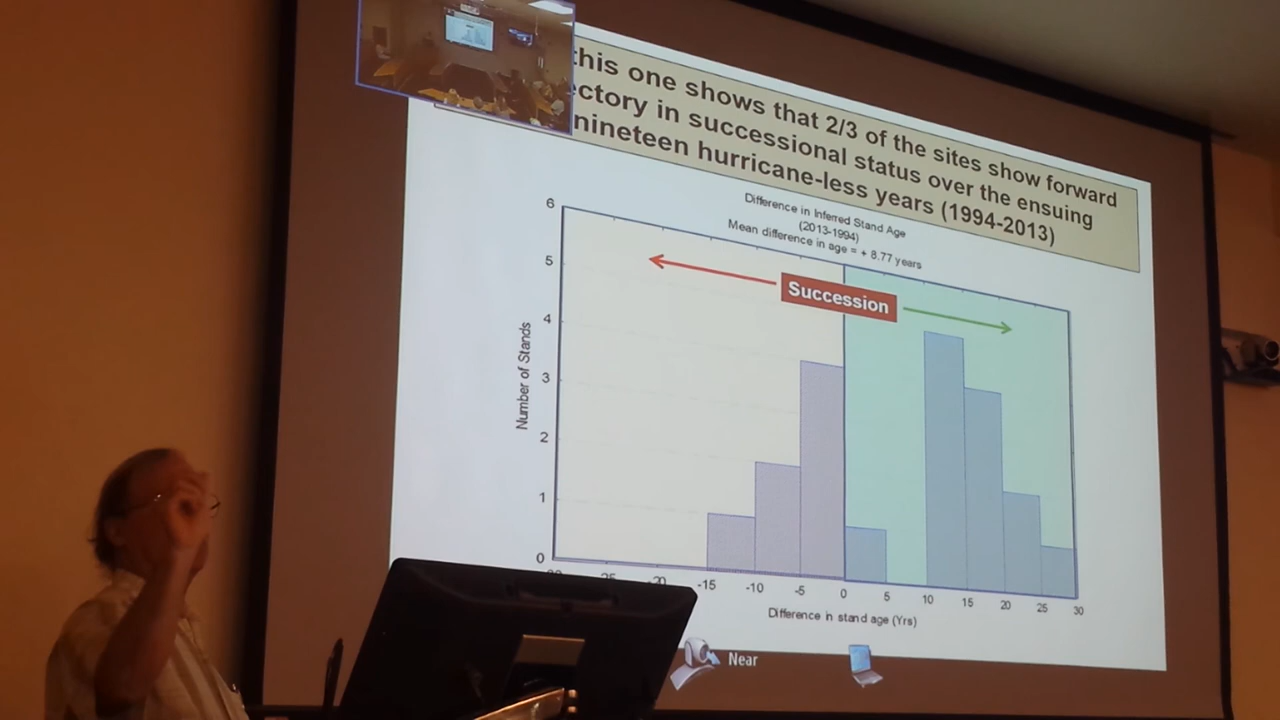 this one shows that 2/3 of the sites show forward
ectory in successional status over the ensuing
nineteen hurricane-less years (1994-2013)
Difference in Inferred Stand Age
(2013-1994)
Mean difference in age = + 8.77 years
Succession
Number of Stands
6
5
4
3
2
1
0
-15
-10
-5
0
5
10
15
20
25
30
Difference in stand age (Yrs)
Near